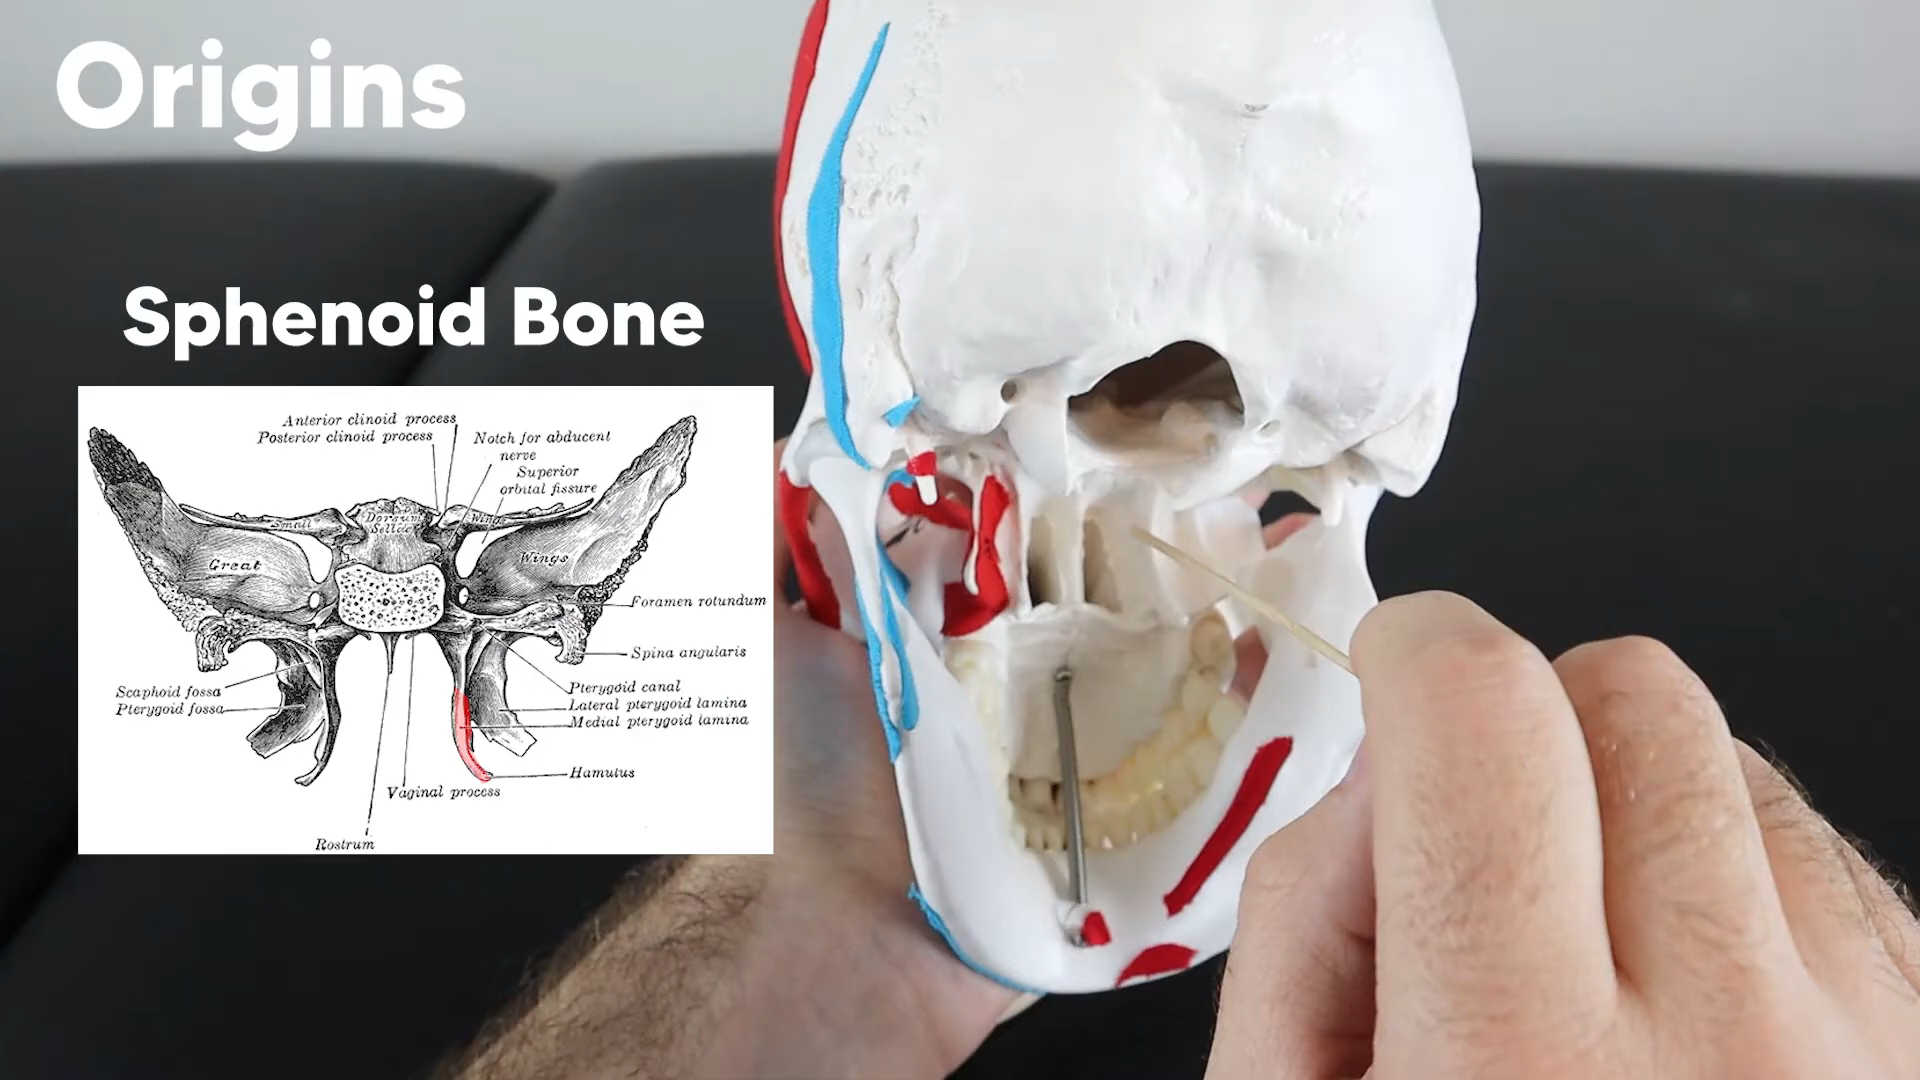 Origins
Sphenoid Bone
Anterior clinoid process
Posterior clinoid process
Notch for abducent
nerve
Superior
orbital fissure
Small
Dorsum
Sellæ
Wings
Great
Wings
Foramen rotundum
Spina angularis
Scaphoid fossa
Pterygoid fossa
Pterygoid canal
Lateral pterygoid lamina
Medial pterygoid lamina
Hamulus
Vaginal process
Rostrum